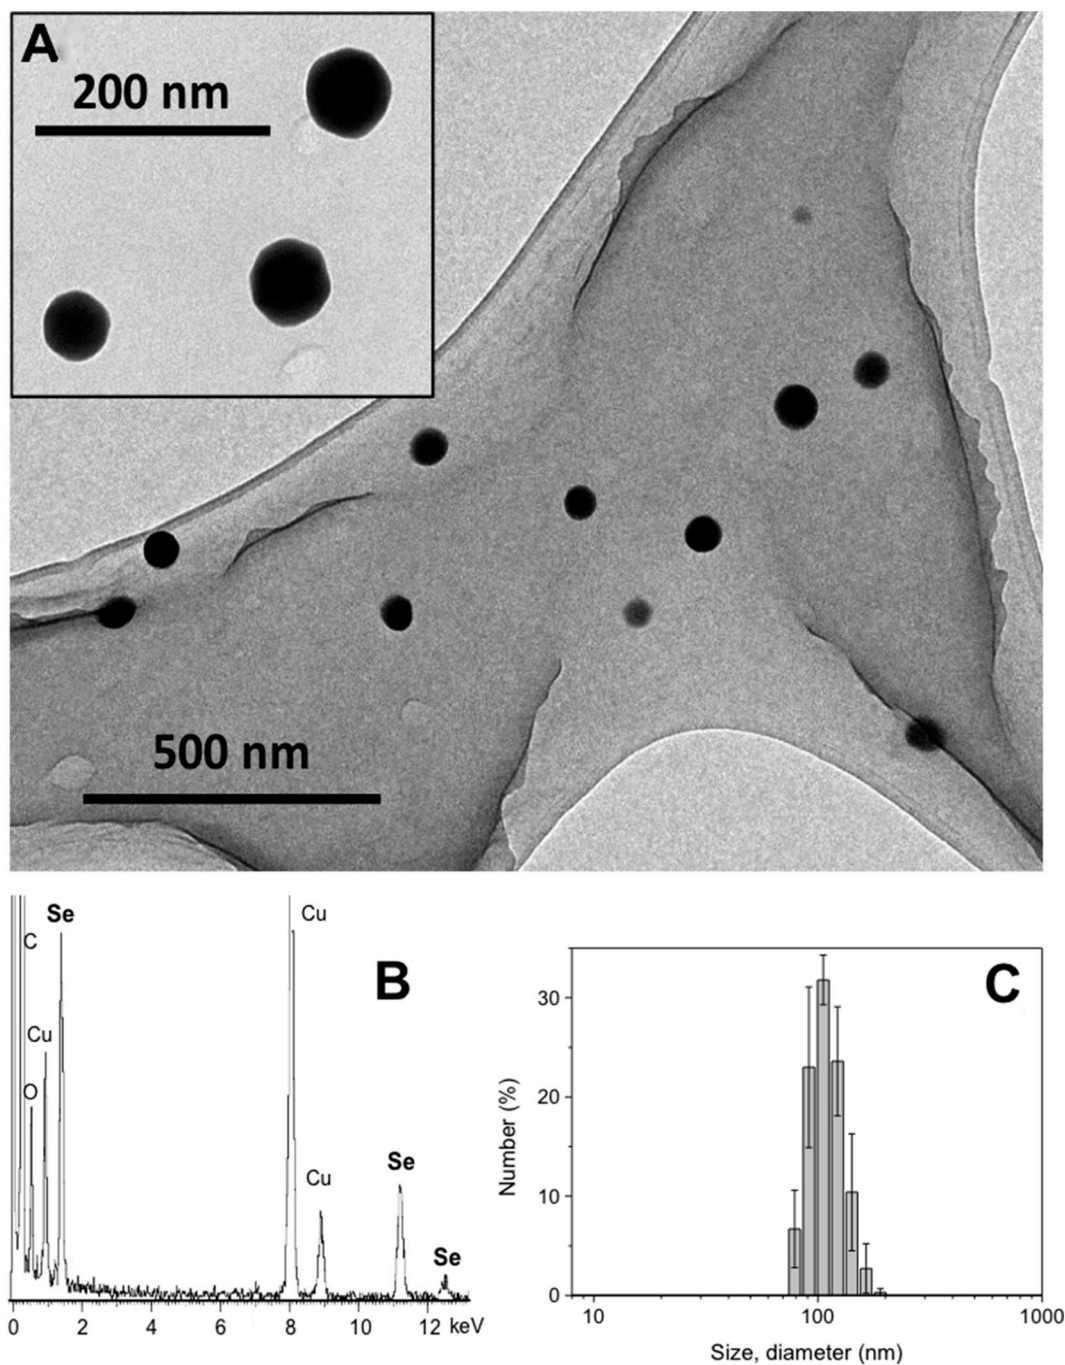 A
200 nm
500 nm
B
C
Se
Cu
O
Cu
Cu
Se
Se
0 2 4 6 8 10 12 keV
C
Number (%)
30
20
10
0
10 100 1000
Size, diameter (nm)